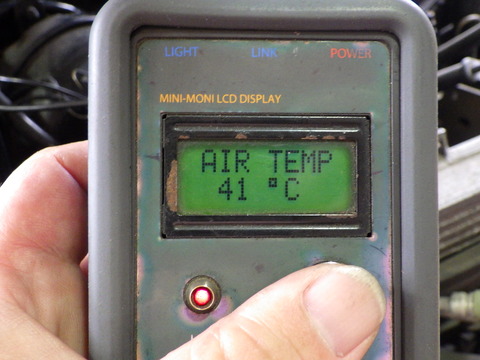 LIGHT LINK POWER
MINI-MONI LCD DISPLAY
AIR TEMP
41 °C